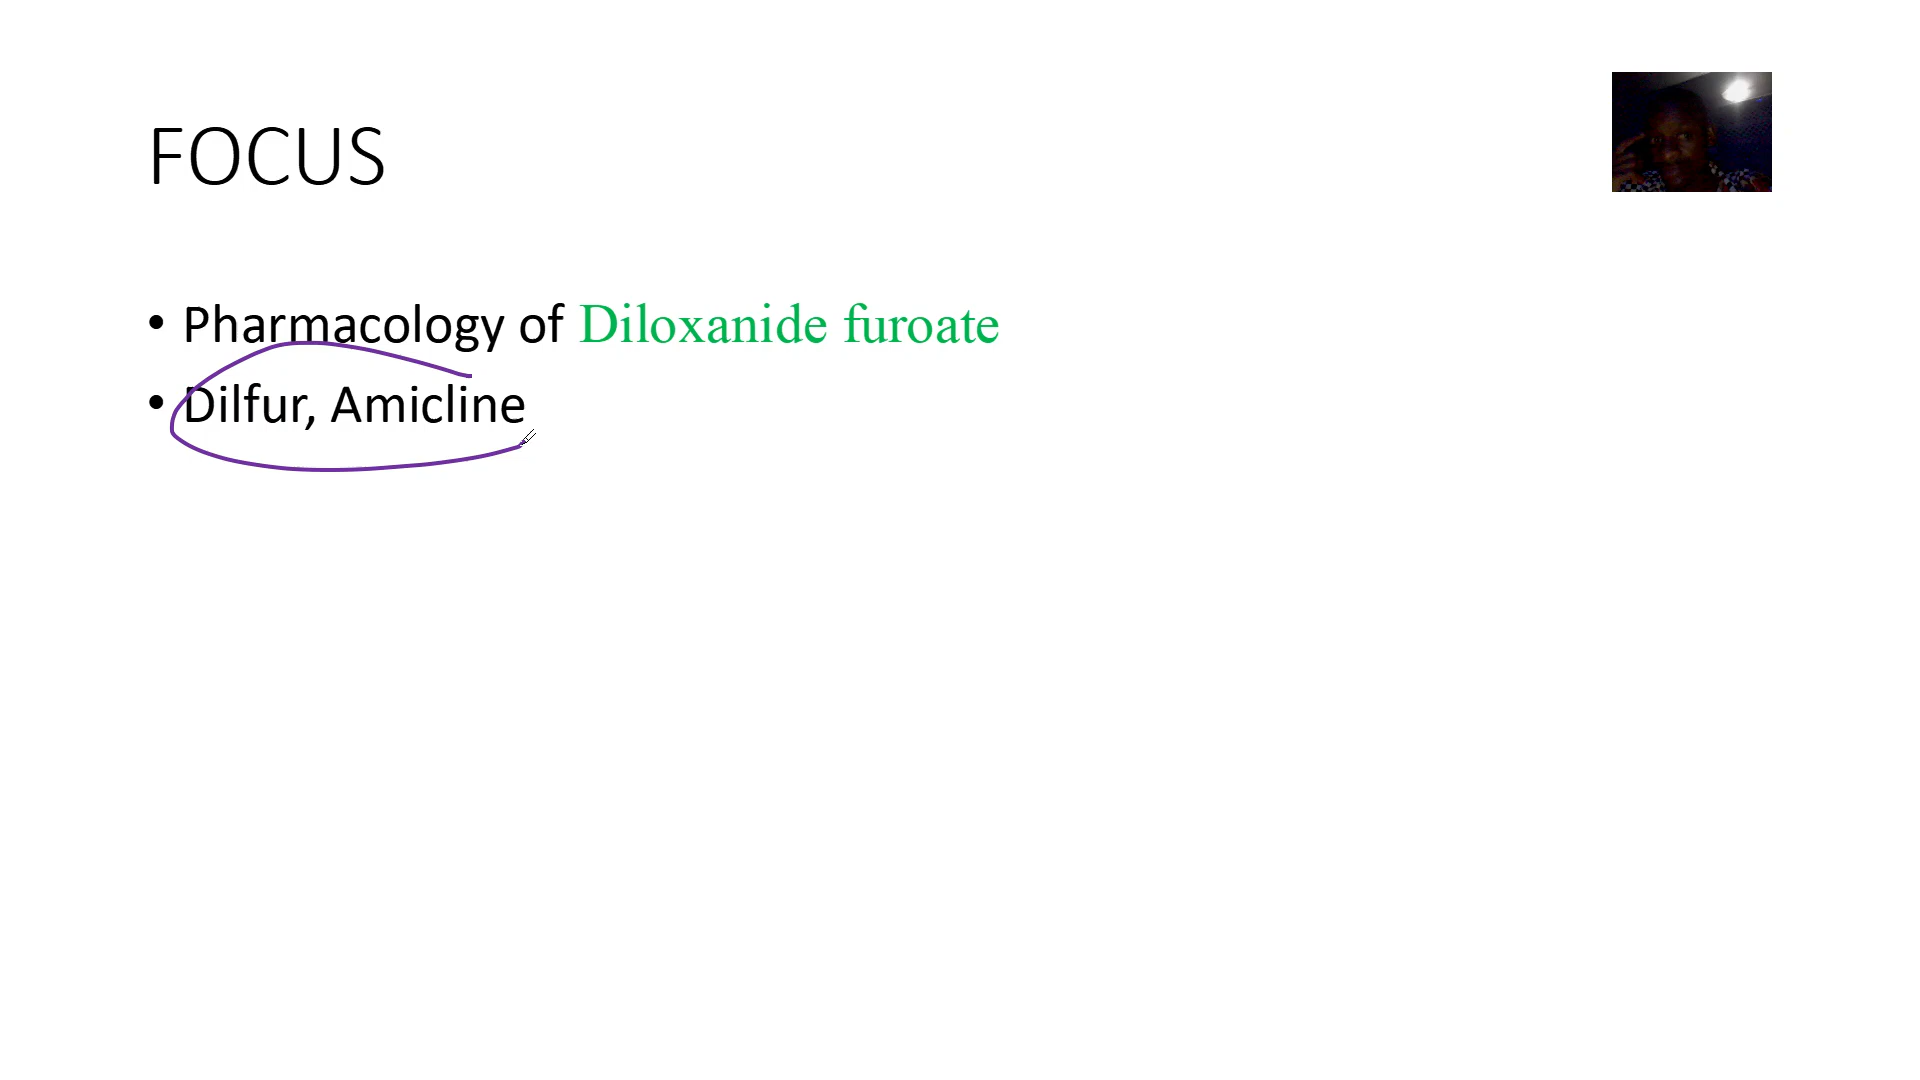 FOCUS
• Pharmacology of Diloxanide furoate
• Dilfur, Amicline